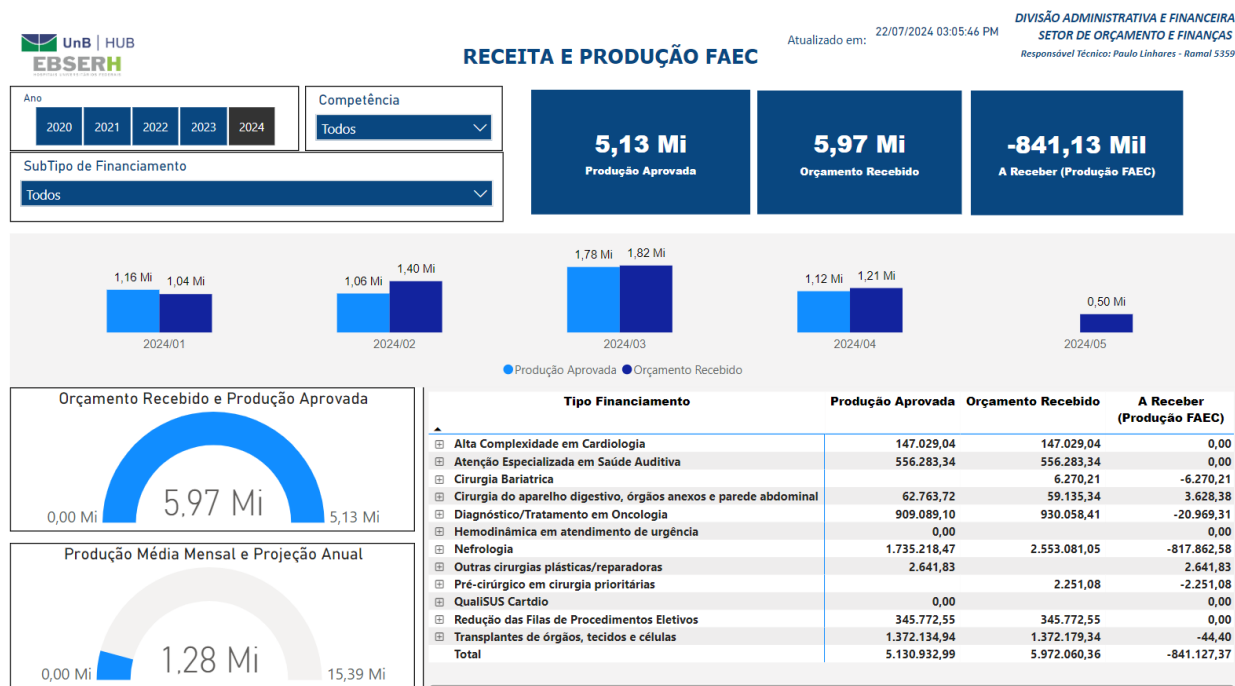 UnB | HUB
EBSERH
RECEITA E PRODUÇÃO FAEC
Atualizado em: 22/07/2024 03:05:46 PM
DIVISÃO ADMINISTRATIVA E FINANCEIRA
SETOR DE ORÇAMENTO E FINANÇAS
Responsável Técnico: Paulo Linhares - Ramal 5359
Ano
2020 2021 2022 2023 2024
Competência
Todos
SubTipo de Financiamento
Todos
5,13 Mi
Produção Aprovada
5,97 Mi
Orçamento Recebido
-841,13 Mil
A Receber (Produção FAEC)
1,16 Mi 1,04 Mi 1,06 Mi 1,40 Mi 1,78 Mi 1,82 Mi 1,12 Mi 1,21 Mi 0,50 Mi
2024/01 2024/02 2024/03 2024/04 2024/05
Produção Aprovada Orçamento Recebido
Orçamento Recebido e Produção Aprovada
5,97 Mi
0,00 Mi 5,13 Mi
Produção Média Mensal e Projeção Anual
1,28 Mi
0,00 Mi 15,39 Mi
Tipo Financiamento Produção Aprovada Orçamento Recebido A Receber
(Produção FAEC)
Alta Complexidade em Cardiologia 147.029,04 147.029,04 0,00
Atenção Especializada em Saúde Auditiva 556.283,34 556.283,34 0,00
Cirurgia Bariatrica 6.270,21 -6.270,21
Cirurgia do aparelho digestivo, órgãos anexos e parede abdominal 62.763,72 59.135,34 3.628,38
Diagnóstico/Tratamento em Oncologia 909.089,10 930.058,41 -20.969,31
Hemodinâmica em atendimento de urgência 0,00 0,00
Nefrologia 1.735.218,47 2.553.081,05 -817.862,58
Outras cirurgias plásticas/reparadoras 2.641,83 2.641,83
Pré-cirúrgico em cirurgia prioritárias 2.251,08 -2.251,08
QualiSUS Cartdio 0,00 0,00
Redução das Filas de Procedimentos Eletivos 345.772,55 345.772,55 0,00
Transplantes de órgãos, tecidos e células 1.372.134,94 1.372.179,34 -44,40
Total 5.130.932,99 5.972.060,36 -841.127,37